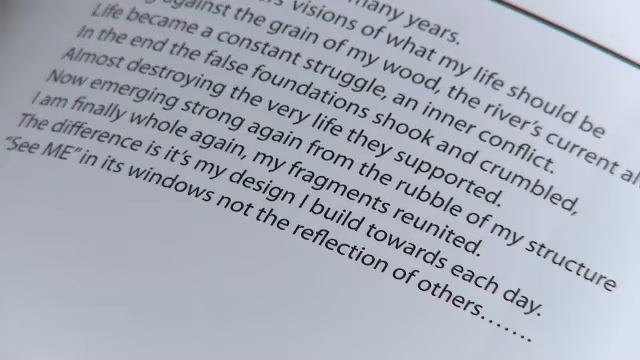 many years.
visions of what my life should be
against the grain of my wood, the river's current
Life became a constant struggle, an inner conflict.
In the end the false foundations shook and crumbled,
Almost destroying the very life they supported.
Now emerging strong again from the rubble of my structure
I am finally whole again, my fragments reunited.
The difference is it's my design I build towards each day.
"See ME" in its windows not the reflection of others.......